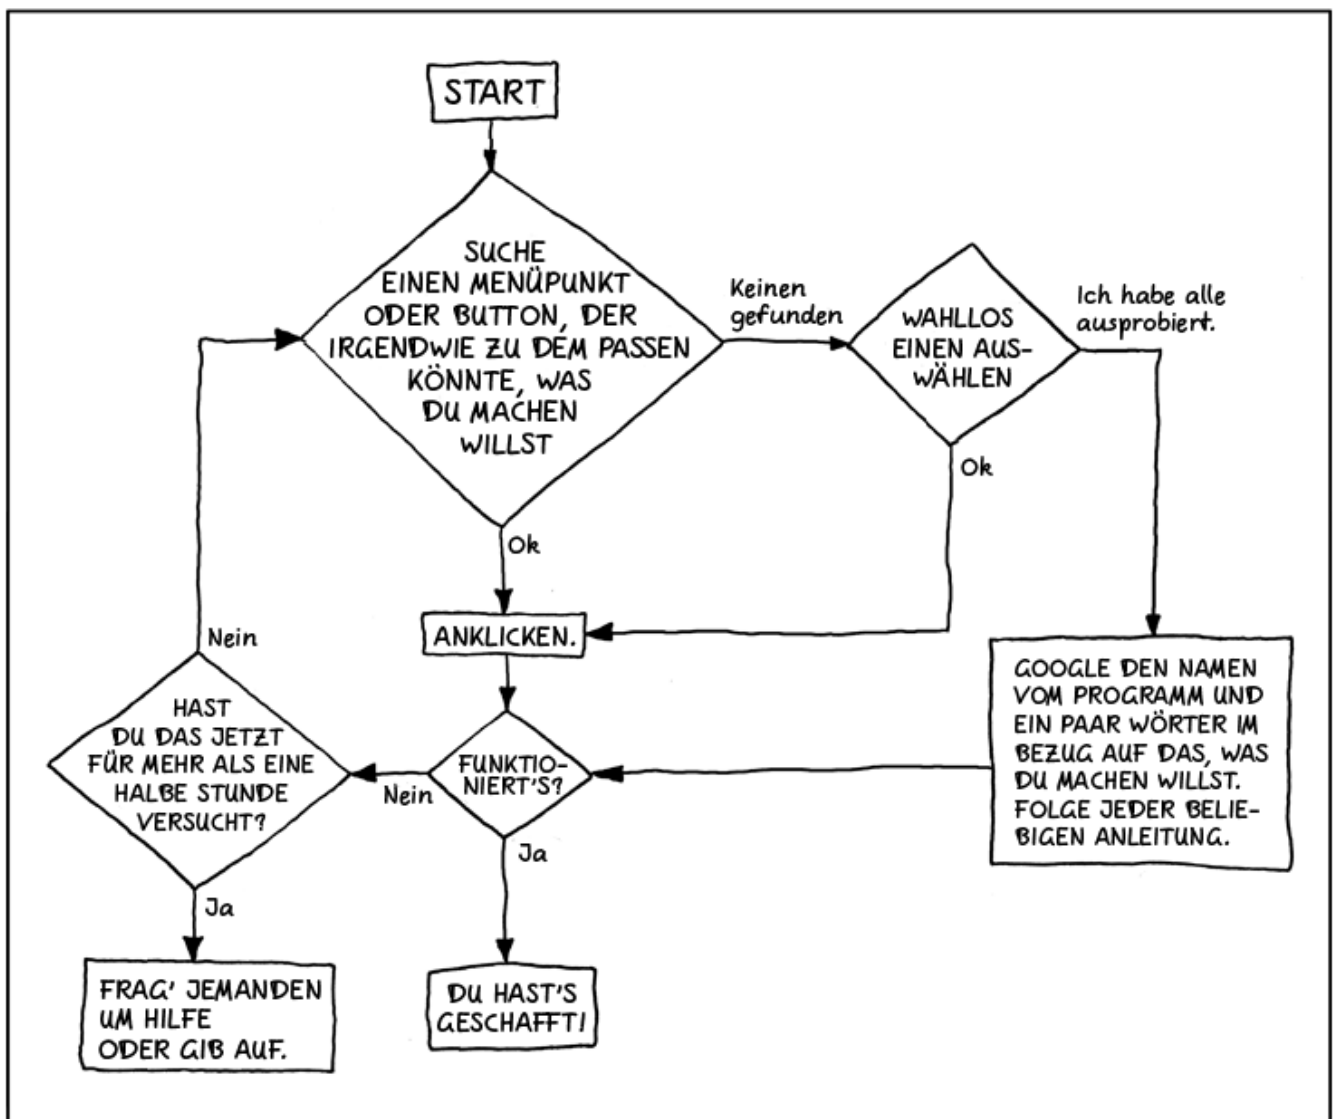 START
SUCHE
EINEN MENÜPUNKT
ODER BUTTON, DER
IRGENDWIE ZU DEM PASSEN
KÖNNTE, WAS
DU MACHEN
WILLST
Keinen
gefunden
WAHLLOS
EINEN AUS-
WÄHLEN
Ich habe alle
ausprobiert.
Ok
Ok
ANKLICKEN.
Nein
HAST
DU DAS JETZT
FÜR MEHR ALS EINE
HALBE STUNDE
VERSUCHT?
Nein
FUNKTIO-
NIERT'S?
GOOGLE DEN NAMEN
VOM PROGRAMM UND
EIN PAAR WÖRTER IM
BEZUG AUF DAS, WAS
DU MACHEN WILLST.
FOLGE JEDER BELIE-
BIGEN ANLEITUNG.
Ja
Ja
FRAG' JEMANDEN
UM HILFE
ODER GIB AUF.
DU HAST'S
GESCHAFFT!